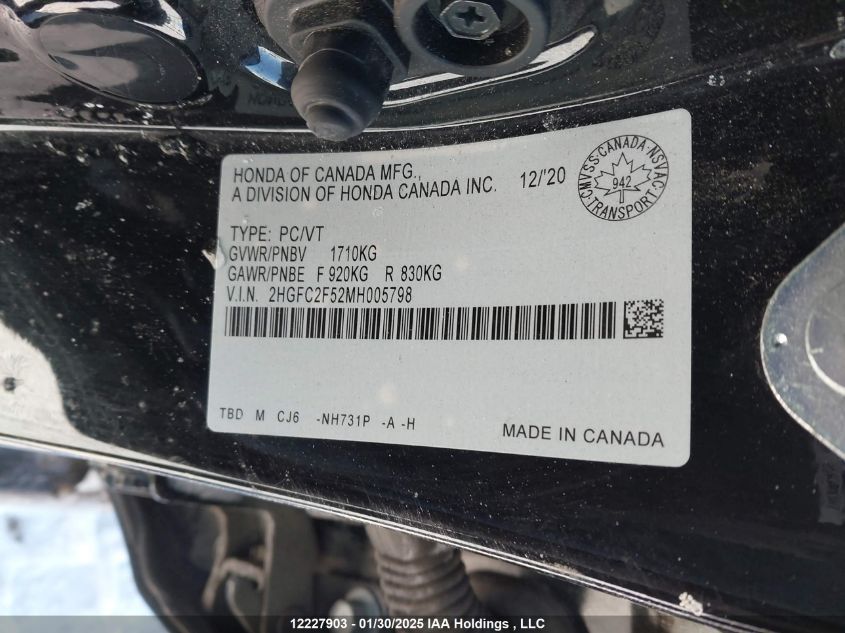 HONDA OF CANADA MFG.,
A DIVISION OF HONDA CANADA INC. 12/'20
CMVSS·CANADA·NSVAC·TRANSPORT·
942
TYPE: PC/VT
GVWR/PNBV 1710KG
GAWR/PNBE F 920KG R 830KG
V.I.N. 2HGFC2F52MH005798
TBD M CJ6 -NH731P -A -H
MADE IN CANADA
12227903 - 01/30/2025 IAA Holdings , LLC